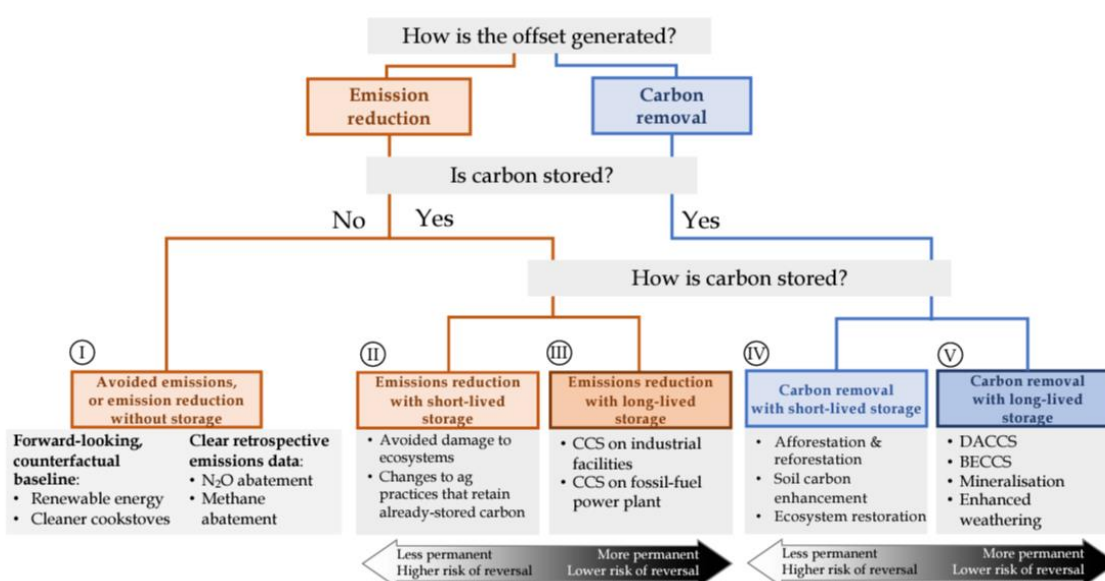 How is the offset generated?
Emission
reduction
Carbon
removal
Is carbon stored?
No
Yes
Yes
How is carbon stored?
I
Avoided emissions,
or emission reduction
without storage
Forward-looking,
counterfactual
baseline:
• Renewable energy
• Cleaner cookstoves
Clear retrospective
emissions data:
• N₂O abatement
• Methane
abatement
II
Emissions reduction
with short-lived
storage
• Avoided damage to
ecosystems
• Changes to ag
practices that retain
already-stored carbon
III
Emissions reduction
with long-lived
storage
• CCS on industrial
facilities
• CCS on fossil-fuel
power plant
IV
Carbon removal
with short-lived storage
• Afforestation &
reforestation
• Soil carbon
enhancement
• Ecosystem restoration
V
Carbon removal
with long-lived
storage
• DACCS
• BECCS
• Mineralisation
• Enhanced
weathering
Less permanent
Higher risk of reversal
More permanent
Lower risk of reversal
Less permanent
Higher risk of reversal
More permanent
Lower risk of reversal